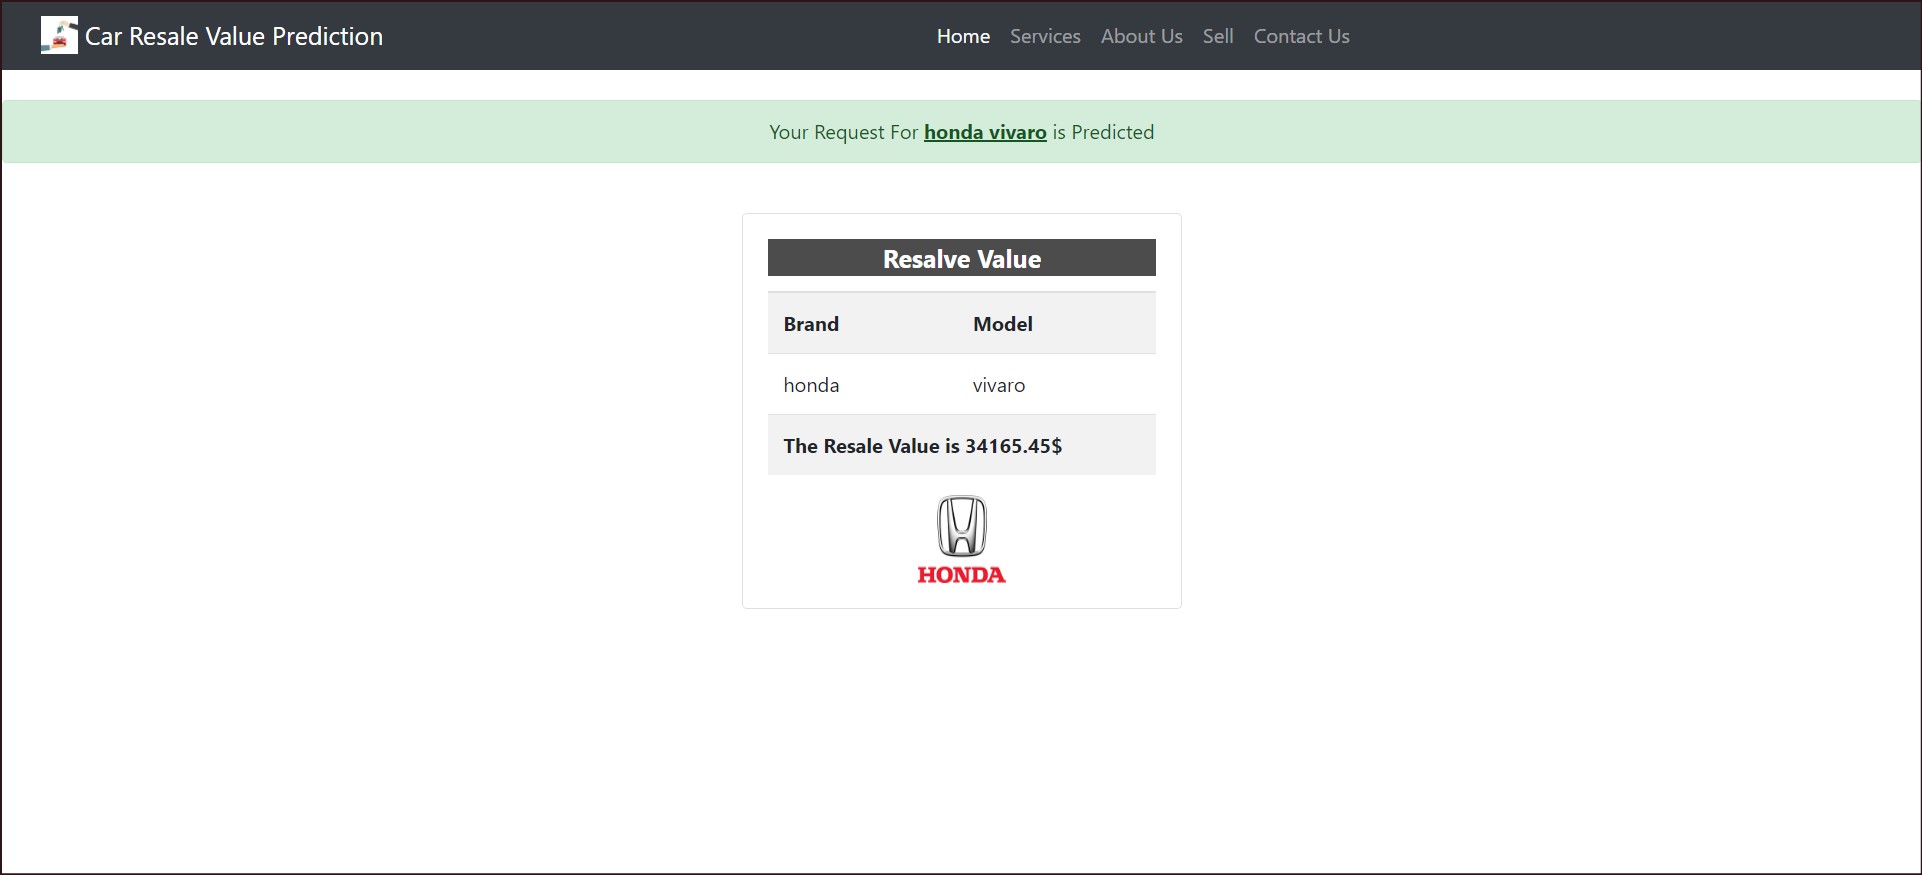 Car Resale Value Prediction Home Services About Us Sell Contact Us
Your Request For honda vivaro is Predicted
Resalve Value
Brand Model
honda vivaro
The Resale Value is 34165.45$
HONDA